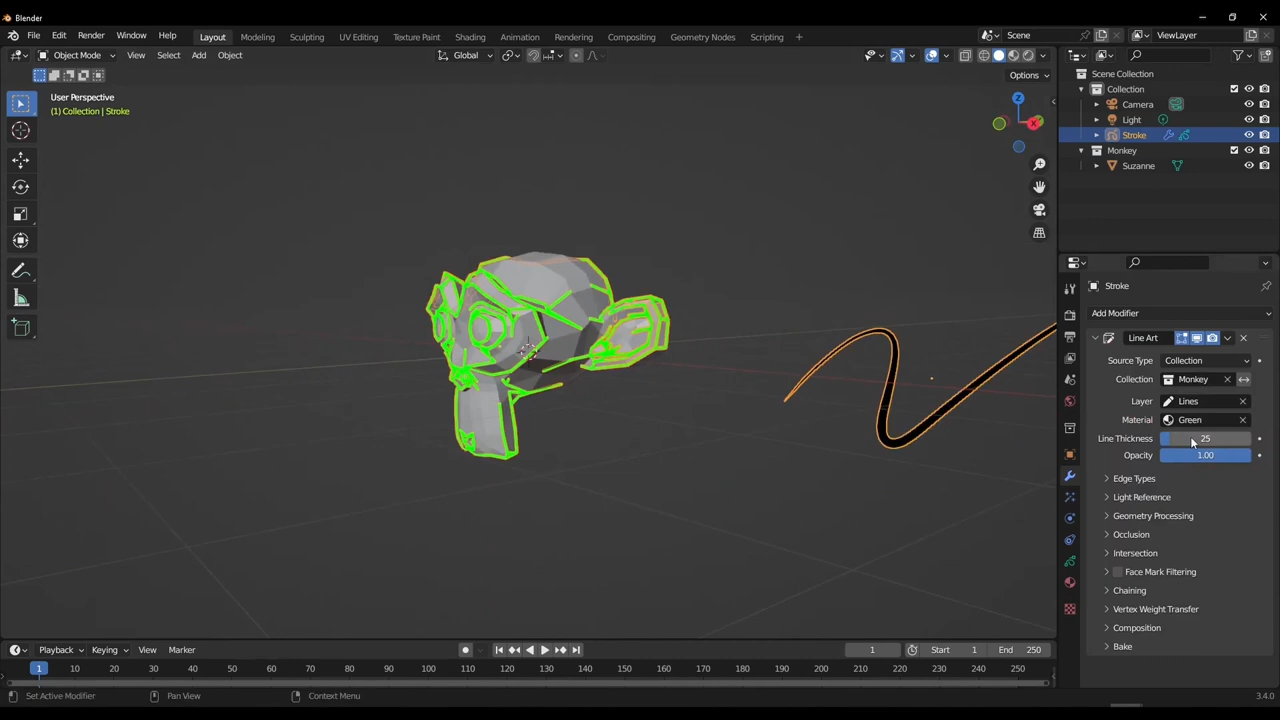 Blender
File Edit Render Window Help Layout Modeling Sculpting UV Editing Texture Paint Shading Animation Rendering Compositing Geometry Nodes Scripting + Scene ViewLayer
Object Mode View Select Add Object Global
Options
User Perspective
(1) Collection | Stroke
Z
X
Scene Collection
Collection
Camera
Light
Stroke
Monkey
Suzanne
Stroke
Add Modifier
Line Art
Source Type Collection
Collection Monkey
Layer Lines
Material Green
Line Thickness 25
Opacity 1.00
Edge Types
Light Reference
Geometry Processing
Occlusion
Intersection
Face Mark Filtering
Chaining
Vertex Weight Transfer
Composition
Bake
Playback Keying View Marker 1 Start 1 End 250
1 10 20 30 40 50 60 70 80 90 100 110 120 130 140 150 160 170 180 190 200 210 220 230 240 250
Set Active Modifier Pan View Context Menu 3.4.0